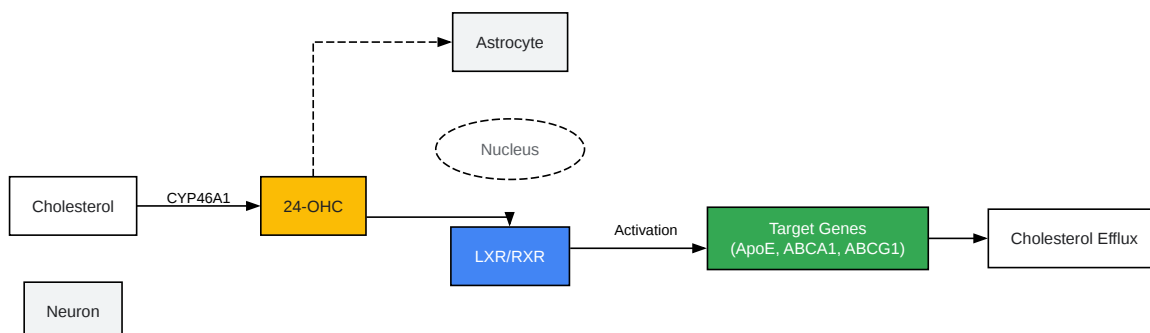 Astrocyte
Nucleus
Cholesterol
CYP46A1
24-OHC
LXR/RXR
Activation
Target Genes
(ApoE, ABCA1, ABCG1)
Cholesterol Efflux
Neuron